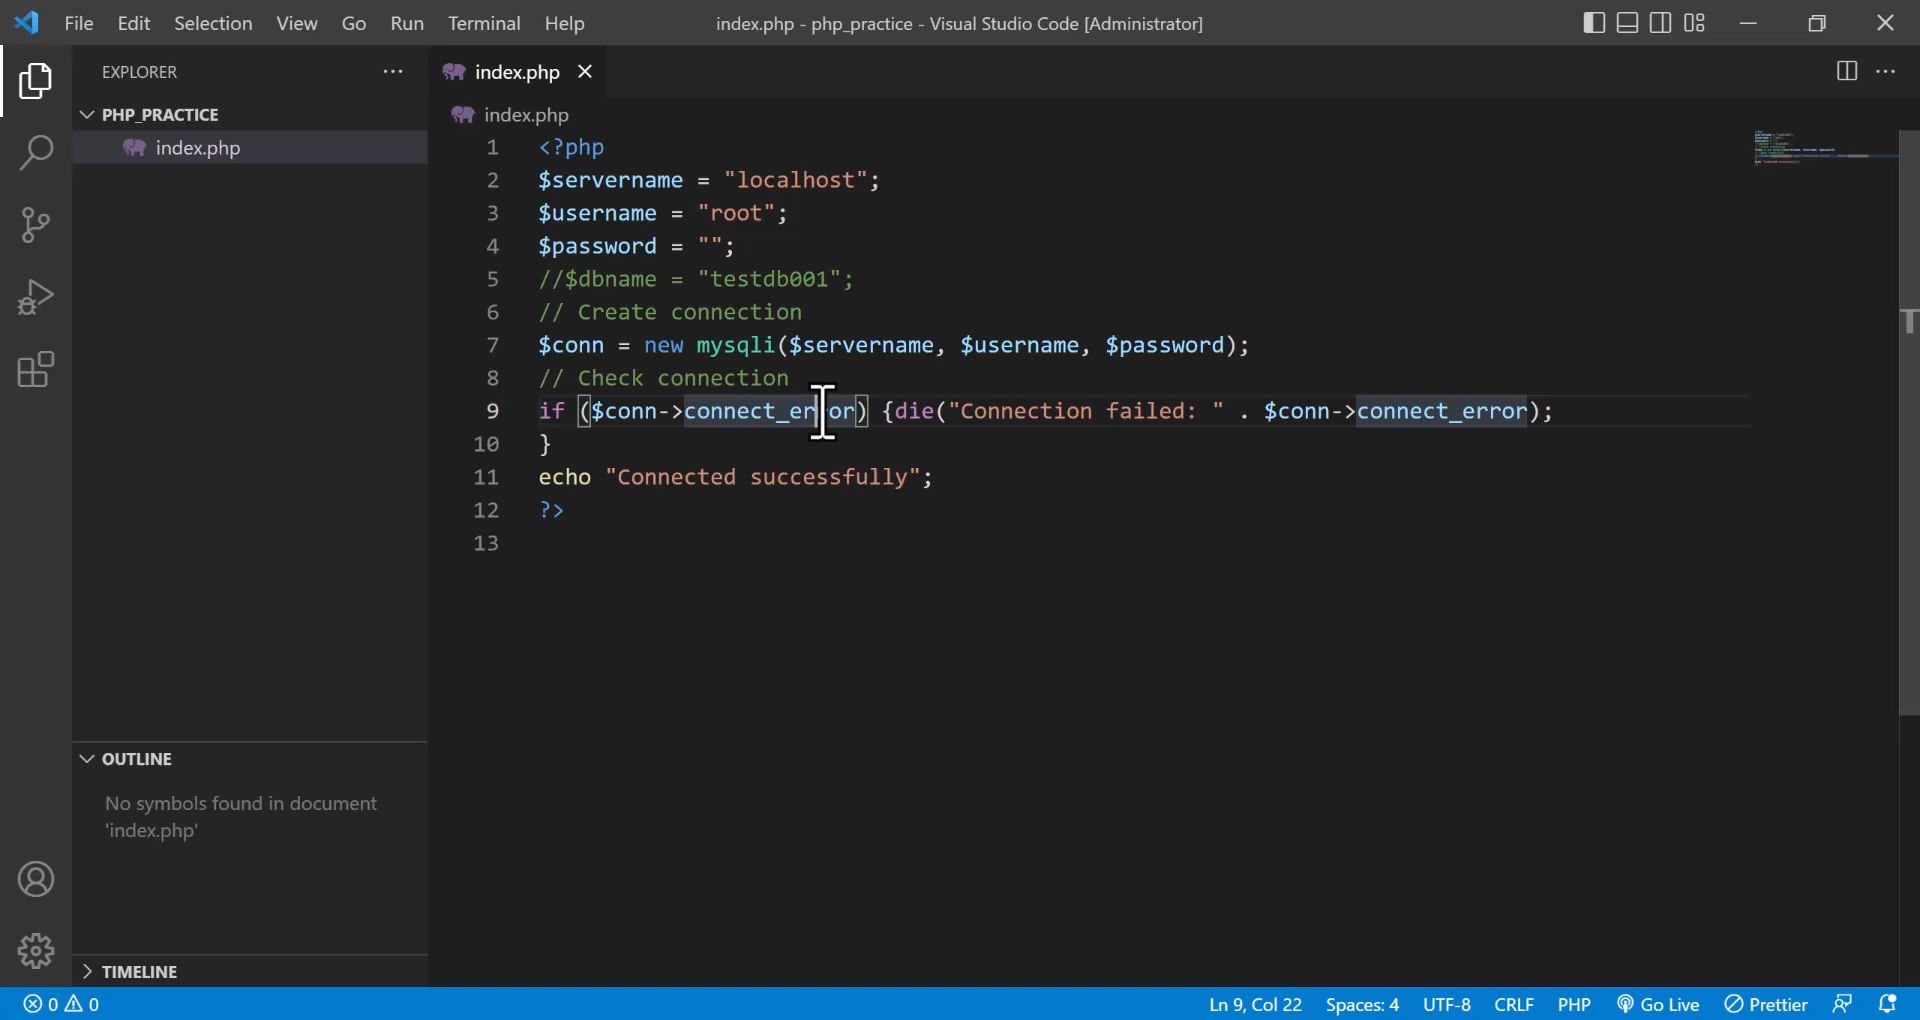 File Edit Selection View Go Run Terminal Help index.php - php_practice - Visual Studio Code [Administrator]
EXPLORER
PHP_PRACTICE
index.php
OUTLINE
No symbols found in document
'index.php'
TIMELINE
index.php
index.php
1 <?php
2 $servername = "localhost";
3 $username = "root";
4 $password = "";
5 //$dbname = "testdb001";
6 // Create connection
7 $conn = new mysqli($servername, $username, $password);
8 // Check connection
9 if ($conn->connect_error) {die("Connection failed: " . $conn->connect_error);
10 }
11 echo "Connected successfully";
12 ?>
13
0 0 Ln 9, Col 22 Spaces: 4 UTF-8 CRLF PHP Go Live Prettier